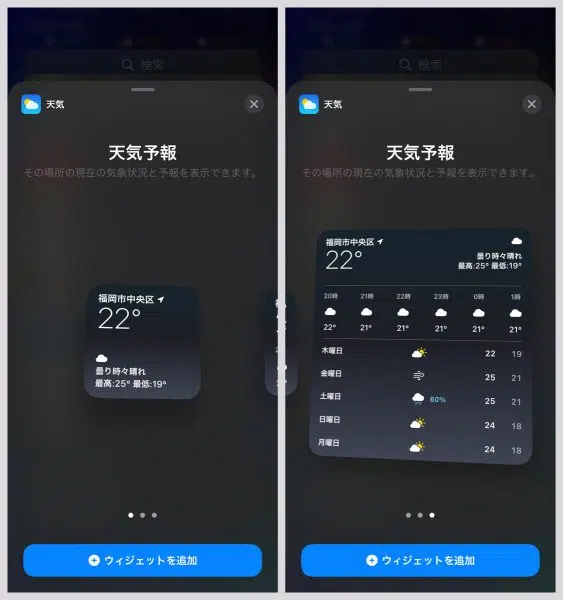 検索
天気
天気予報
その場所の現在の気象状況と予報を表示できます。
福岡市中央区
22°
曇り時々晴れ
最高:25° 最低:19°
ウィジェットを追加
検索
天気
天気予報
その場所の現在の気象状況と予報を表示できます。
福岡市中央区
22°
曇り時々晴れ
最高:25° 最低:19°
20時 21時 22時 23時 0時 1時
22° 21° 21° 21° 21° 21°
木曜日 22 19
金曜日 25 21
土曜日 60% 25 21
日曜日 24 18
月曜日 24 18
ウィジェットを追加